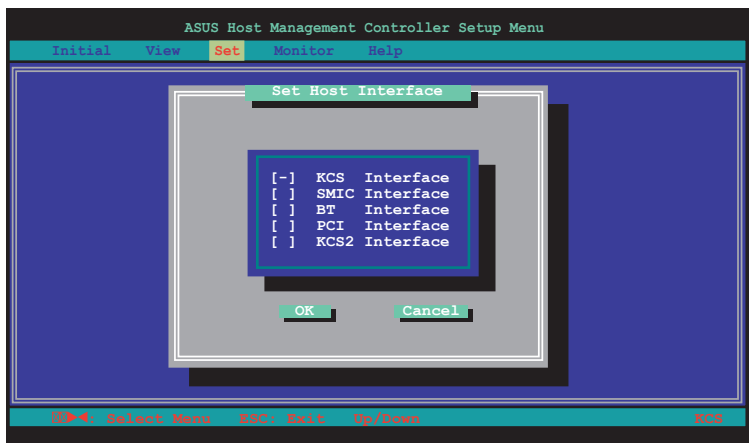 ASUS Host Management Controller Setup Menu
Initial View Set Monitor Help
Set Host Interface
[-] KCS Interface
[ ] SMIC Interface
[ ] BT Interface
[ ] PCI Interface
[ ] KCS2 Interface
OK Cancel
: Select Menu ESC: Exit Up/Down KCS